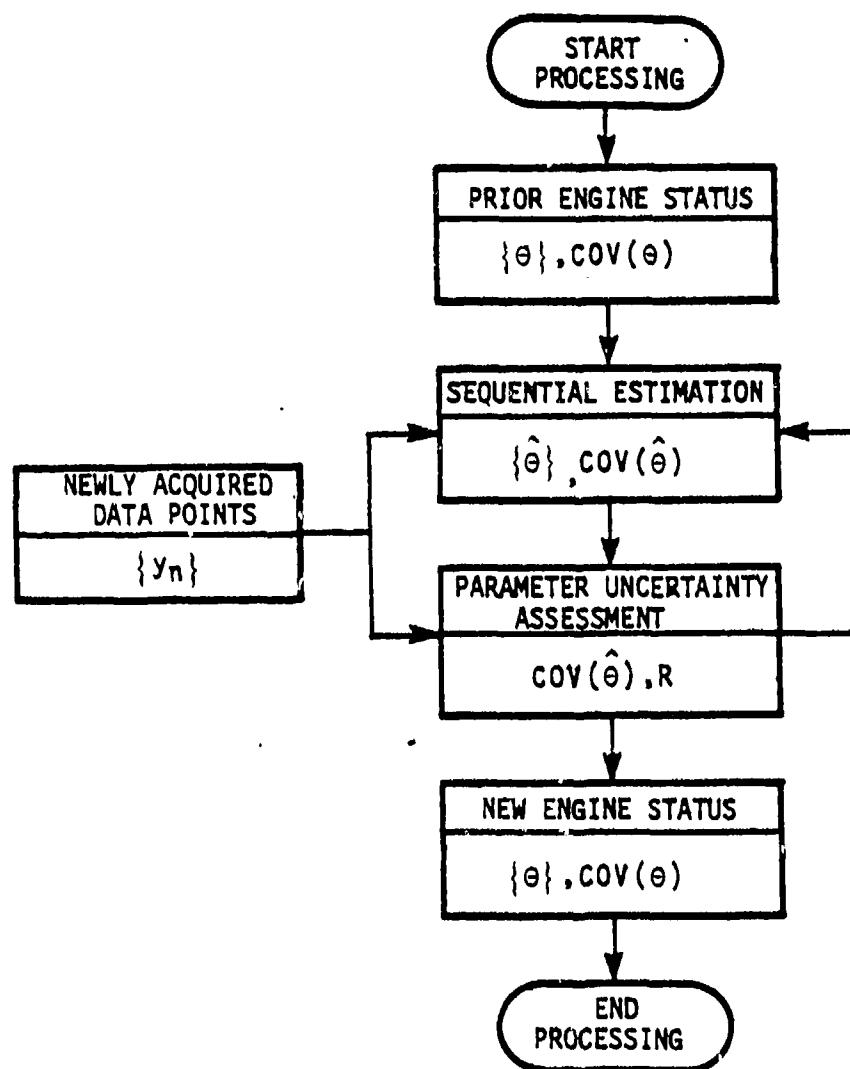 START
PROCESSING
PRIOR ENGINE STATUS
{θ},COV(θ)
SEQUENTIAL ESTIMATION
{θ̂},COV(θ̂)
NEWLY ACQUIRED
DATA POINTS
{yn}
PARAMETER UNCERTAINTY
ASSESSMENT
COV(θ̂),R
NEW ENGINE STATUS
{θ},COV(θ)
END
PROCESSING